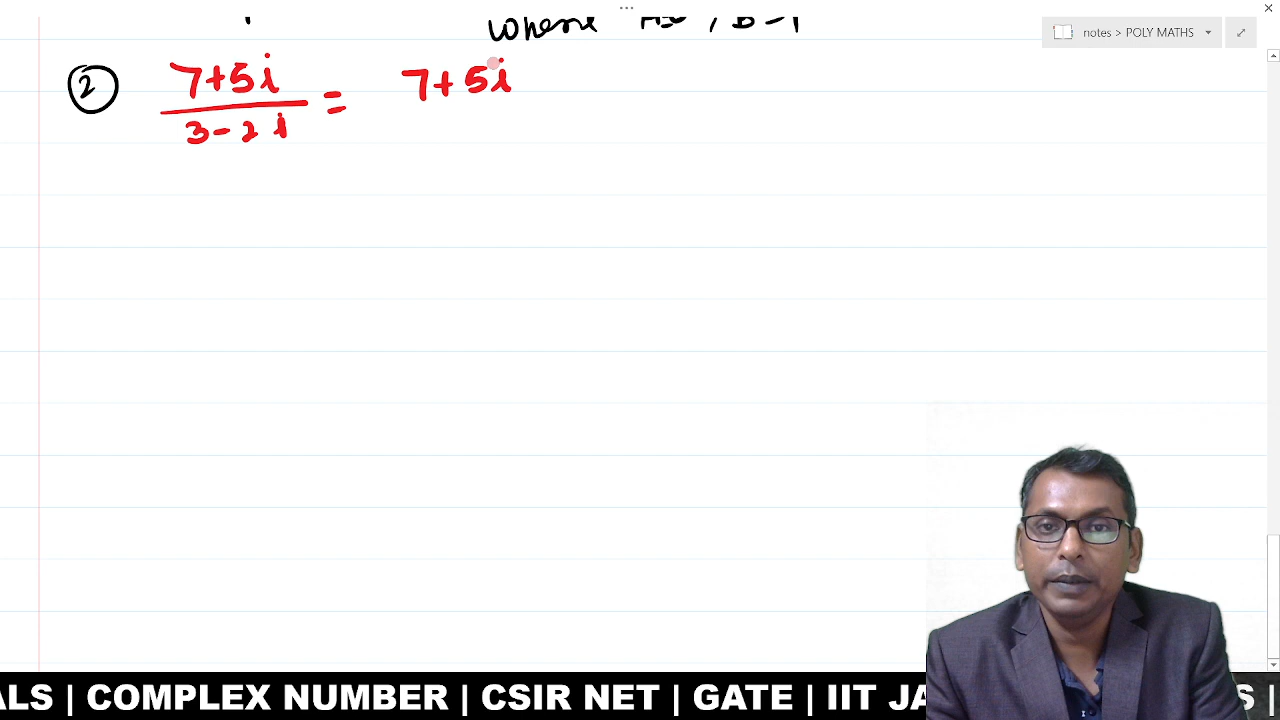 where
notes > POLY MATHS
② 7+5i / 3-2i = 7+5i
ALS | COMPLEX NUMBER | CSIR NET | GATE | IIT JA
S |